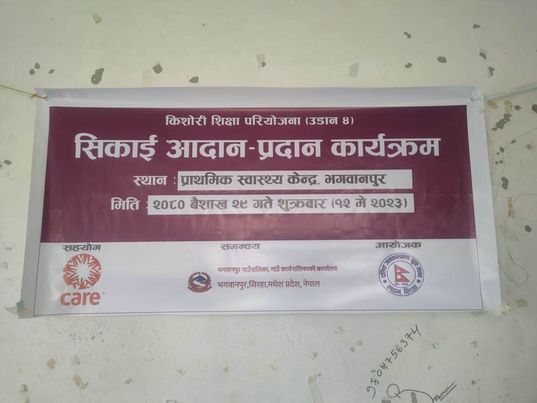 किशोरी शिक्षा परियोजना (उडान ४)
सिकाई आदान-प्रदान कार्यक्रम
स्थान : प्राथमिक स्वास्थ्य केन्द्र, भगवानपुर
मिति : २०८० बैशाख २९ गते शुक्रबार (१२ मे २०२३)
सहयोग
समन्वय
आयोजक
care
भगवानपुर गाउँपालिका, गाउँ कार्यपालिकाको कार्यालय
भगवानपुर,सिरहा,मधेश प्रदेश, नेपाल
9804756374